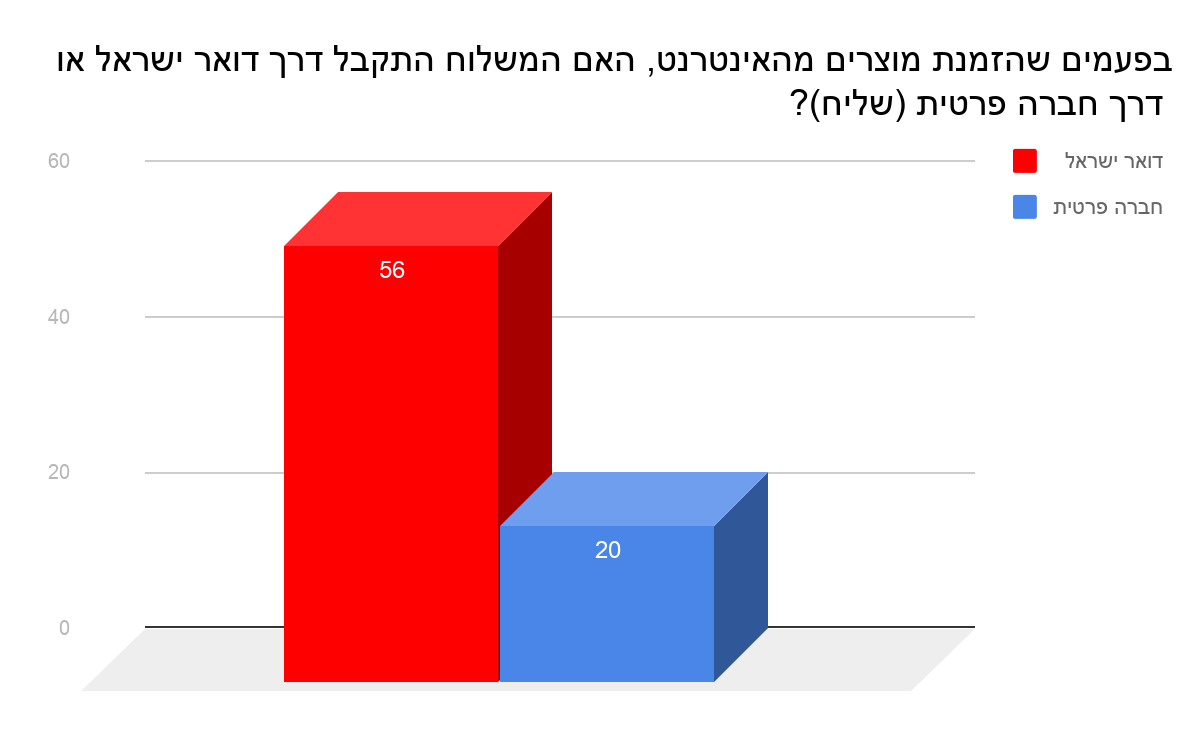 בפעמים שהזמנת מוצרים מהאינטרנט, האם המשלוח התקבל דרך דואר ישראל או
דרך חברה פרטית (שליח)?
דואר ישראל
חברה פרטית
60
40
20
0
56
20